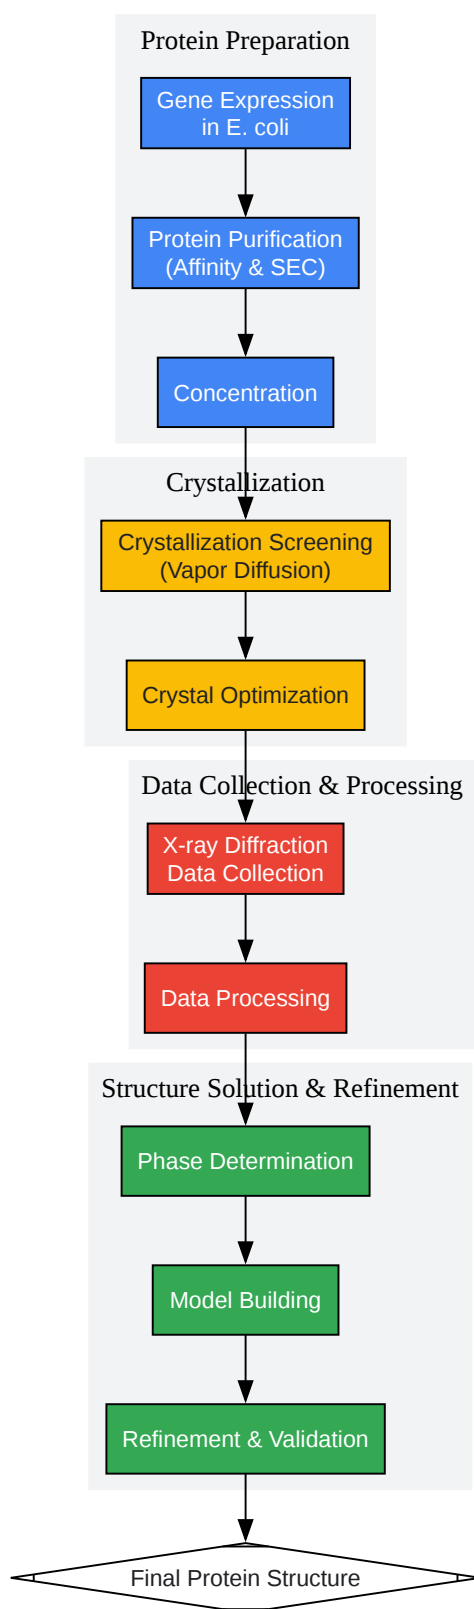 Protein Preparation
Gene Expression
in E. coli
Protein Purification
(Affinity & SEC)
Concentration
Crystallization
Crystallization Screening
(Vapor Diffusion)
Crystal Optimization
Data Collection & Processing
X-ray Diffraction
Data Collection
Data Processing
Structure Solution & Refinement
Phase Determination
Model Building
Refinement & Validation
Final Protein Structure